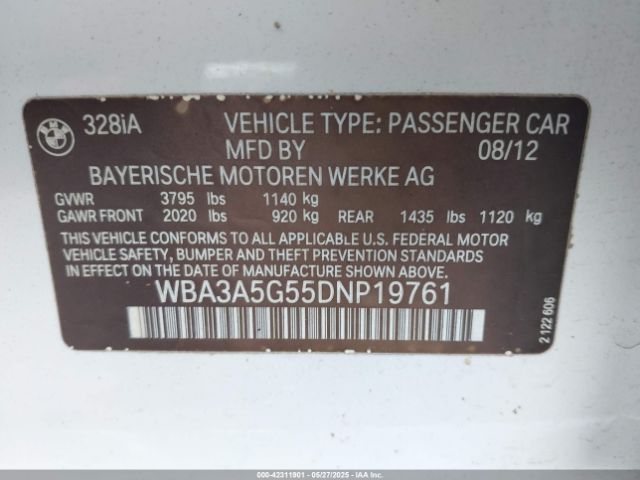 BMW
328iA VEHICLE TYPE: PASSENGER CAR
MFD BY 08/12
BAYERISCHE MOTOREN WERKE AG
GVWR 3795 lbs 1140 kg
GAWR FRONT 2020 lbs 920 kg REAR 1435 lbs 1120 kg
THIS VEHICLE CONFORMS TO ALL APPLICABLE U.S. FEDERAL MOTOR
VEHICLE SAFETY, BUMPER AND THEFT PREVENTION STANDARDS
IN EFFECT ON THE DATE OF MANUFACTURE SHOWN ABOVE.
WBA3A5G55DNP19761
2 122 606
000-42311901 - 05/27/2025 - IAAI.COM